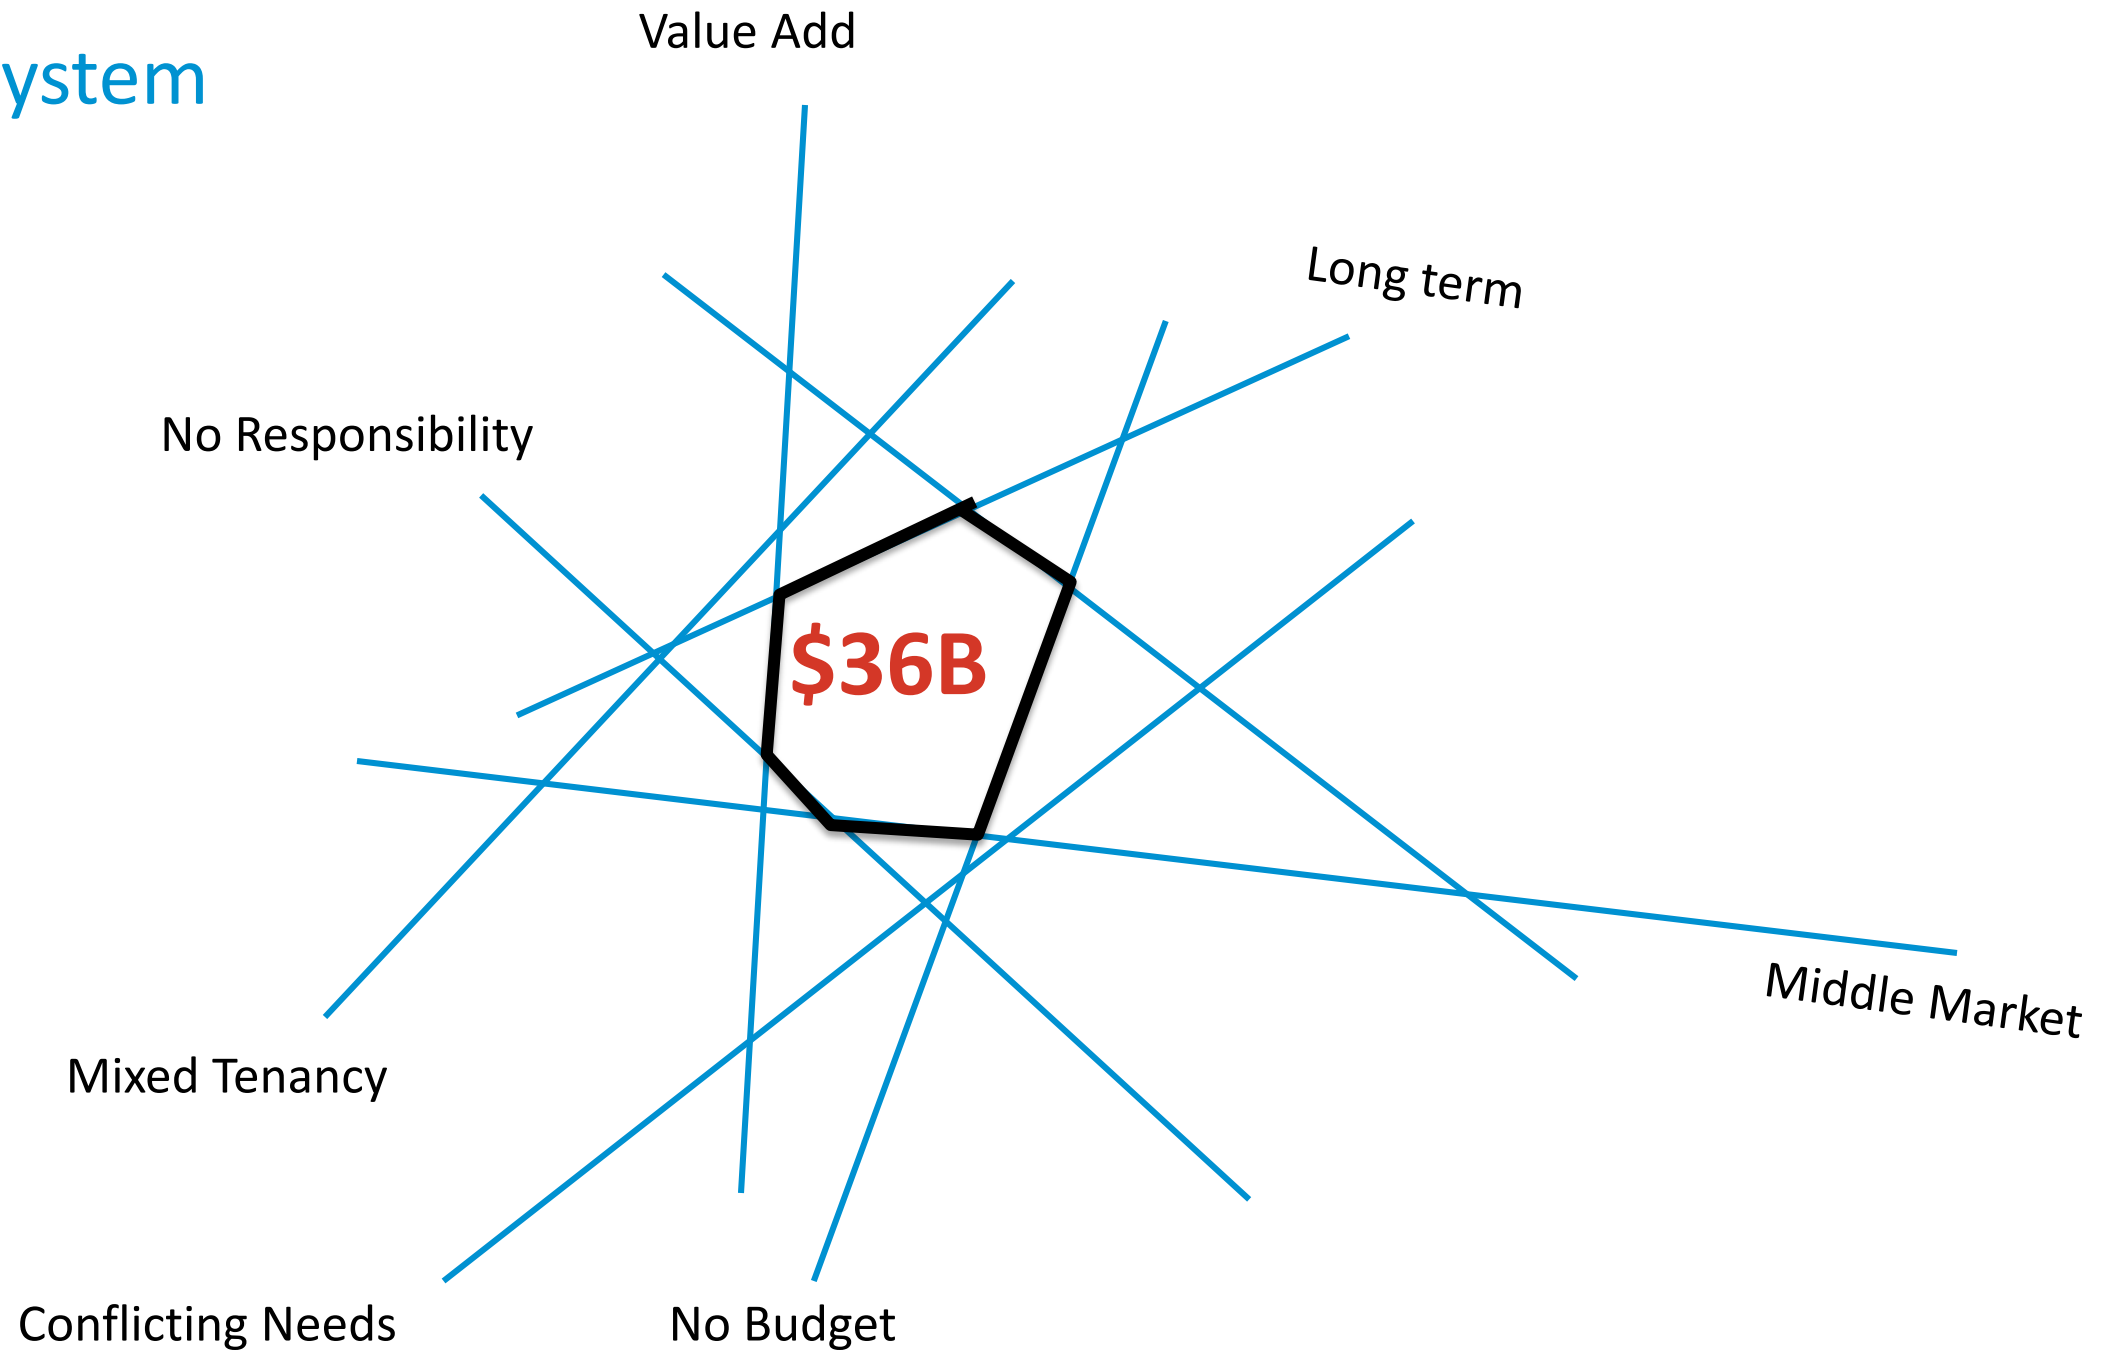 Value Add
ystem
Long term
No Responsibility
$36B
Middle Market
Mixed Tenancy
Conflicting Needs
No Budget